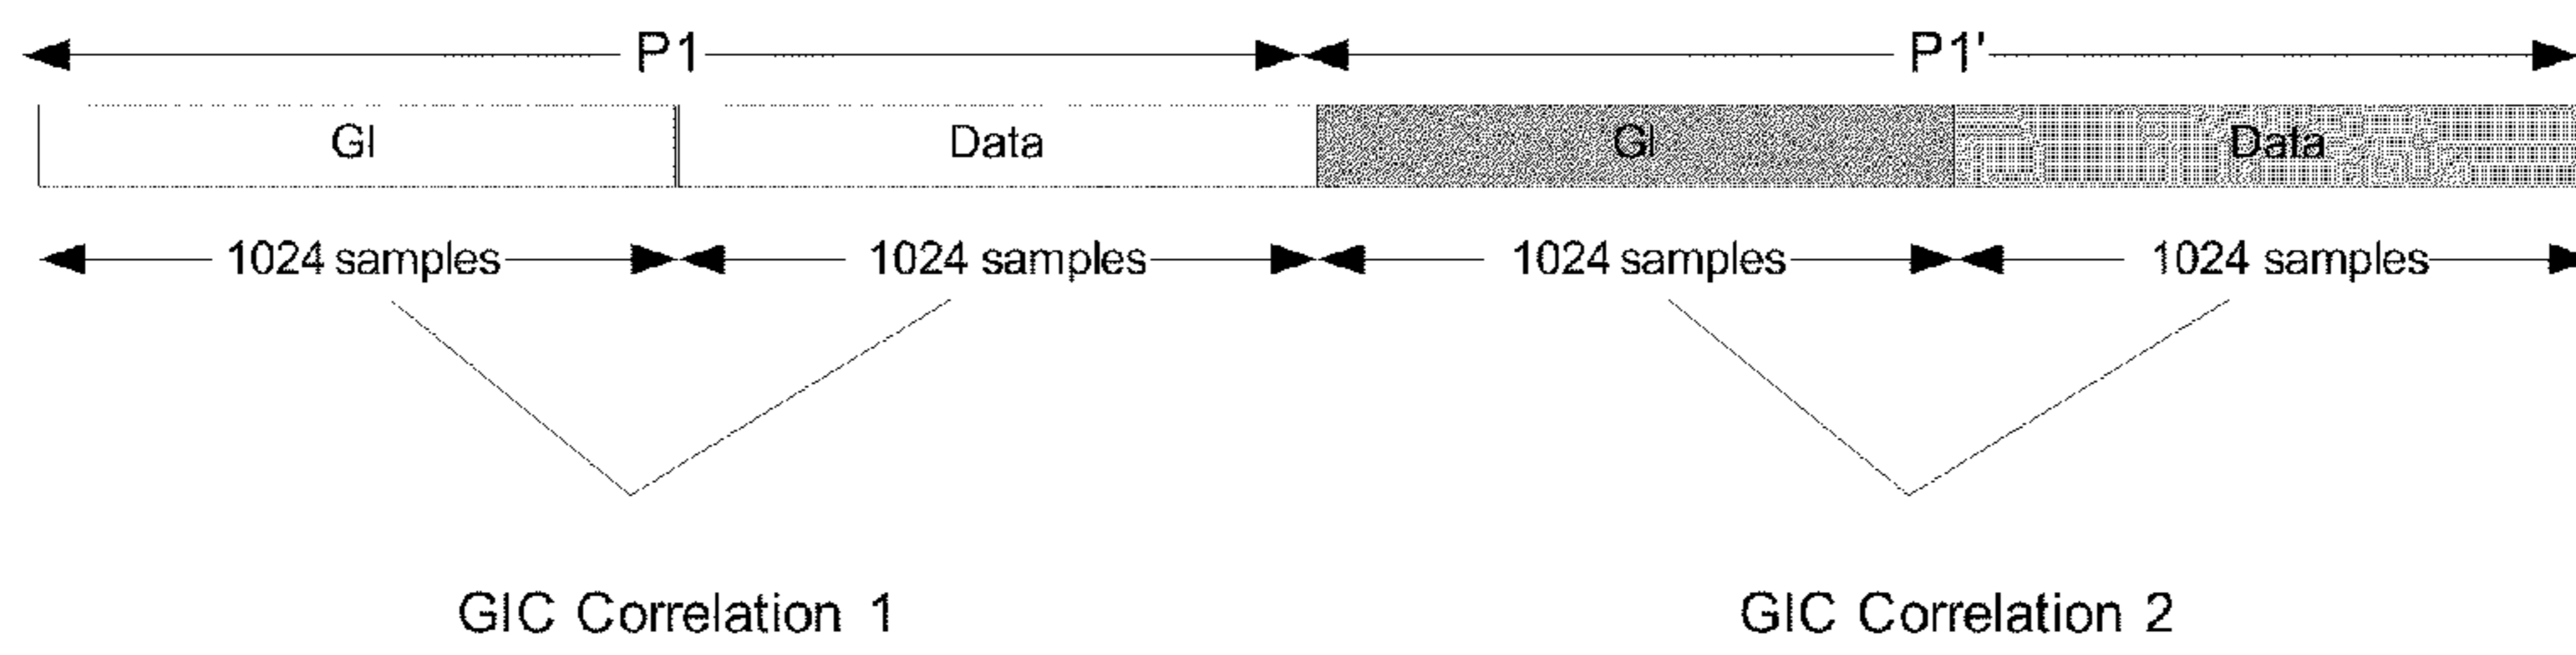 P1 P1'
GI Data GI Data
1024 samples 1024 samples 1024 samples 1024 samples
GIC Correlation 1 GIC Correlation 2